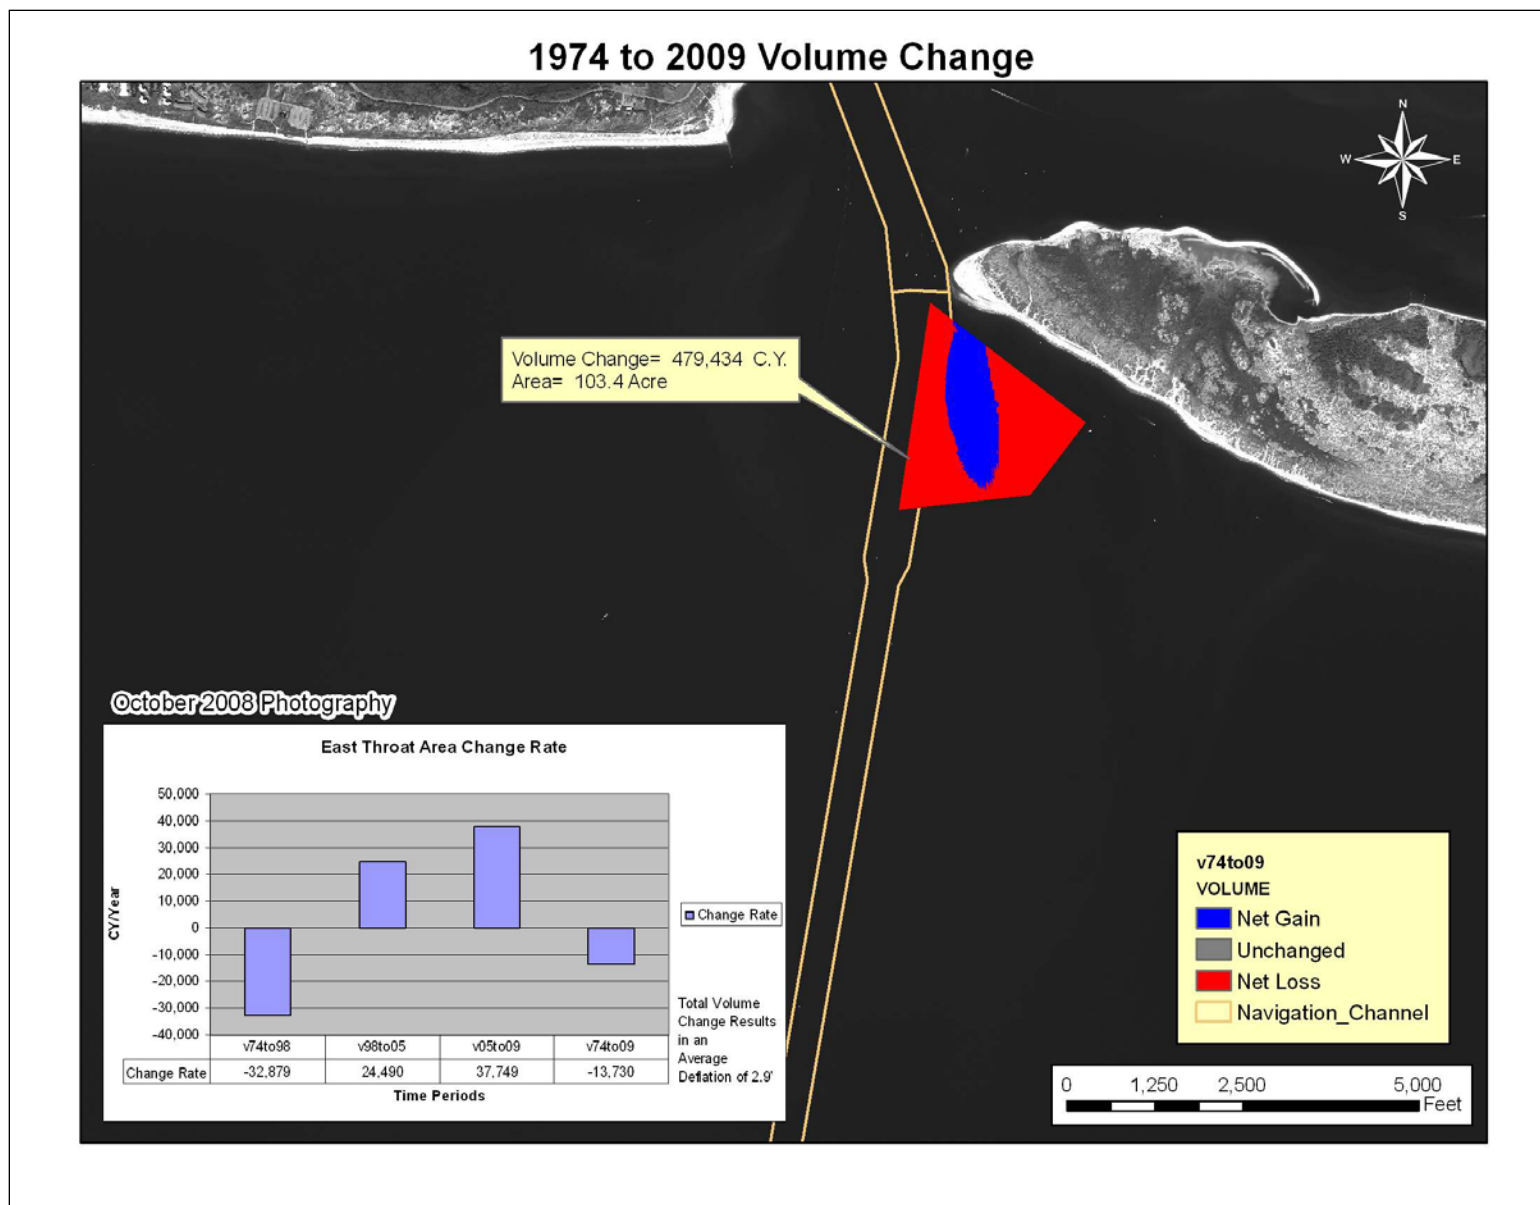 1974 to 2009 Volume Change
N
W E
S
Volume Change= 479,434 C.Y.
Area= 103.4 Acre
October 2008 Photography
East Throat Area Change Rate
50,000
40,000
30,000
20,000
10,000
0
-10,000
-20,000
-30,000
-40,000
CY/Year
Change Rate
v74to98 v98to05 v05to09 v74to09
Change Rate -32,879 24,490 37,749 -13,730
Time Periods
Total Volume
Change Results
in an
Average
Deflation of 2.9'
v74to09
VOLUME
Net Gain
Unchanged
Net Loss
Navigation_Channel
0 1,250 2,500 5,000
Feet